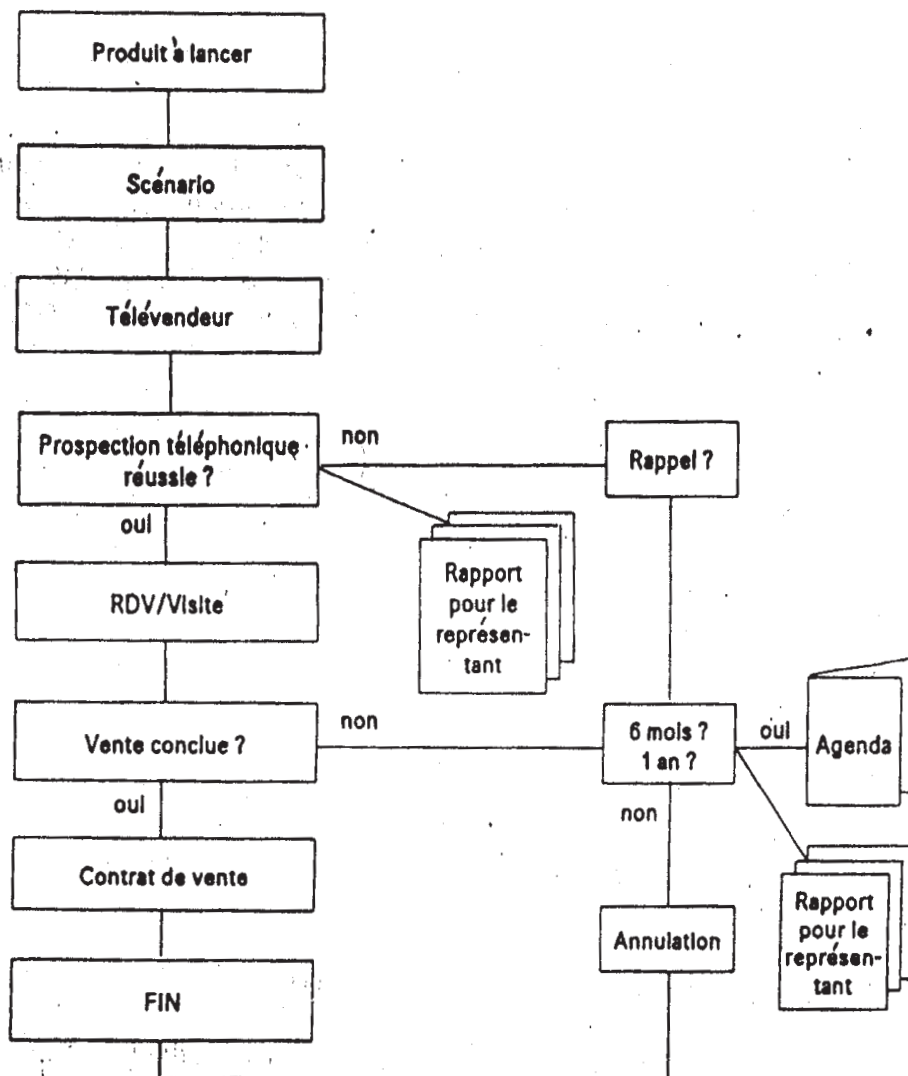 Produit à lancer
Scénario
Télévendeur
Prospection téléphonique
réussie ?
non
Rappel ?
oui
RDV/Visite
Rapport
pour le
représen-
tant
Vente conclue ?
non
6 mois ?
1 an ?
oui
Agenda
oui
non
Contrat de vente
Annulation
Rapport
pour le
représen-
tant
FIN